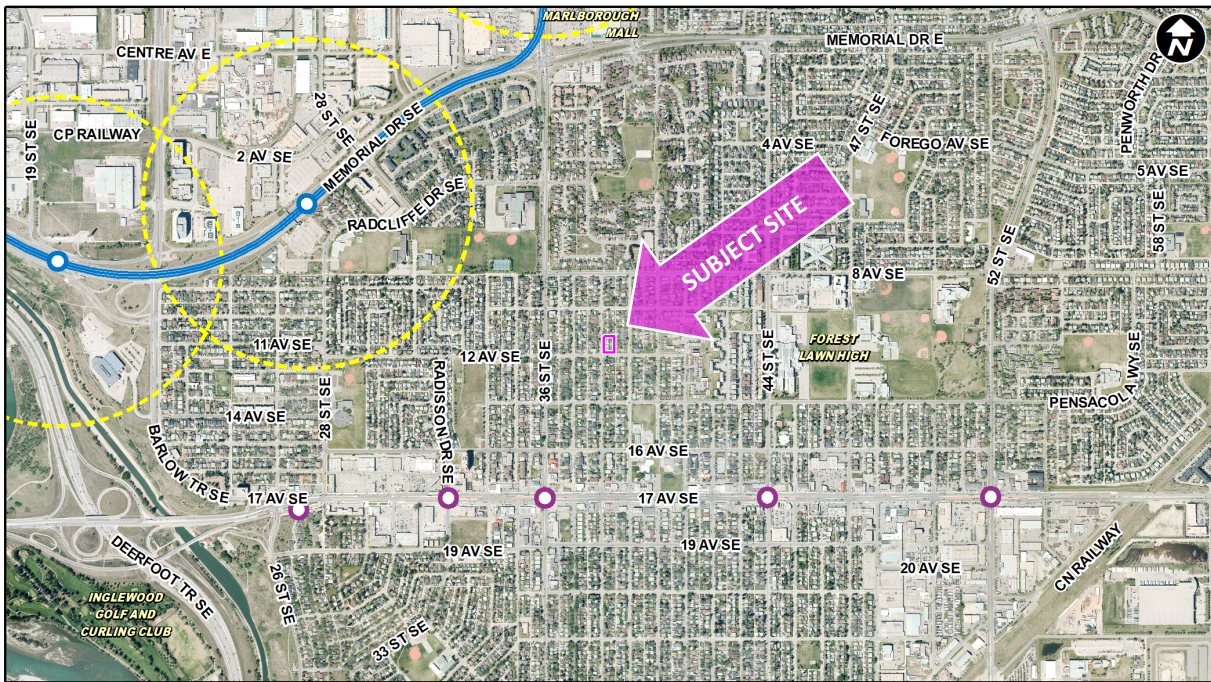 MARLBOROUGH
MALL
N
CENTRE AV E
MEMORIAL DR E
28 ST SE
PENWORTH DR
CP RAILWAY
19 ST SE
MEMORIAL DR SE
2 AV SE
4 AV SE
47 ST SE
FOREGO AV SE
5 AV SE
RADCLIFFE DR SE
58 ST SE
SUBJECT SITE
52 ST SE
8 AV SE
11 AV SE
12 AV SE
36 ST SE
44 ST SE
FOREST
LAWN HIGH
RADISSON DR SE
28 ST SE
14 AV SE
PENSACOLA WY SE
BARLOW TR SE
16 AV SE
17 AV SE
17 AV SE
19 AV SE
19 AV SE
20 AV SE
CN RAILWAY
DEERFOOT TR SE
26 ST SE
INGLEWOOD
GOLF AND
CURLING CLUB
33 ST SE